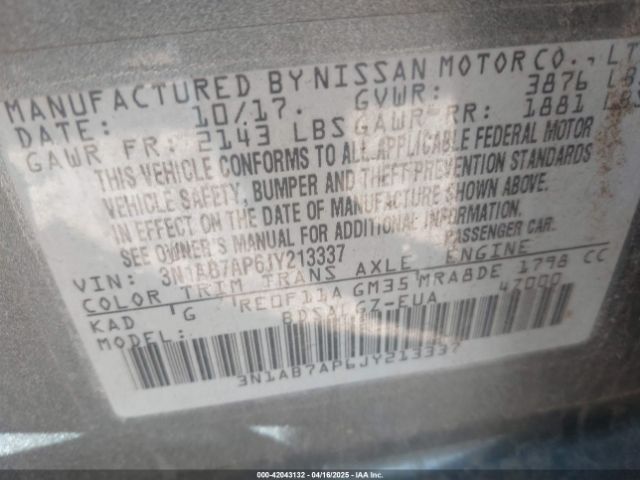 MANUFACTURED BY NISSAN MOTOR CO., LT
DATE: 10/17. GVWR: 3876 LB
GAWR FR: 2143 LBS GAWR RR: 1881 LBS
THIS VEHICLE CONFORMS TO ALL APPLICABLE FEDERAL MOTOR
VEHICLE SAFETY, BUMPER AND THEFT PREVENTION STANDARDS
IN EFFECT ON THE DATE OF MANUFACTURE SHOWN ABOVE.
SEE OWNER'S MANUAL FOR ADDITIONAL INFORMATION.
VIN: 3N1AB7AP6JY213337 PASSENGER CAR.
COLOR TRIM TRANS AXLE ENGINE
KAD G RE0F11A GM35 MRA8DE 1798 CC
MODEL: GZ-EUA 47000
3N1AB7AP6JY213337
000-42043132 - 04/16/2025 - IAA Inc.